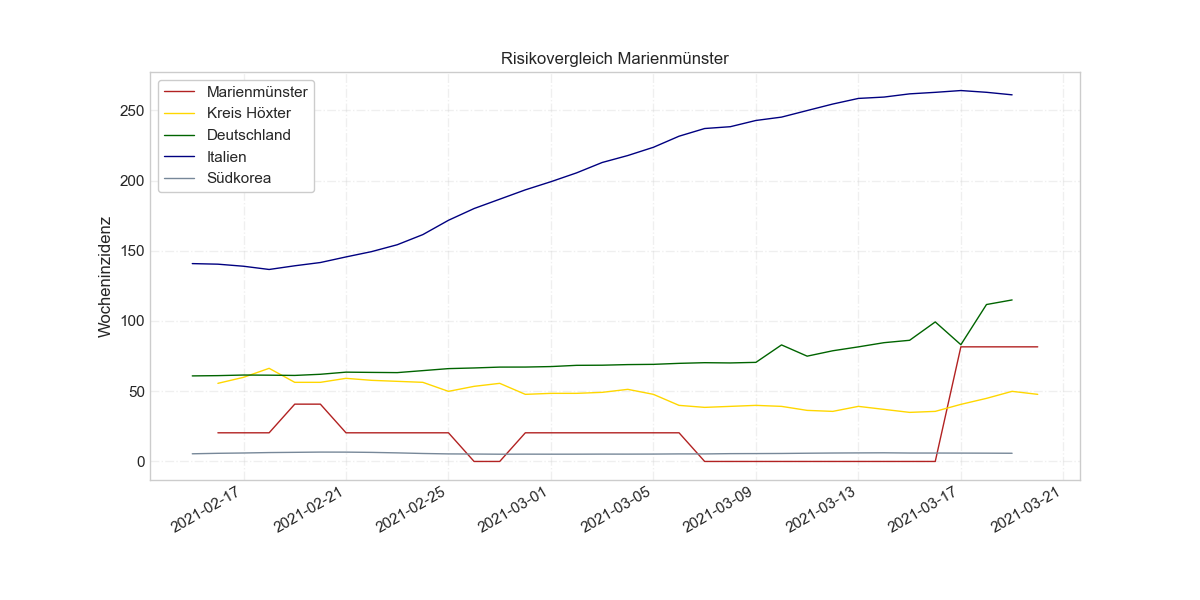 Risikovergleich Marienmünster
Marienmünster
Kreis Höxter
Deutschland
Italien
Südkorea
Wocheninzidenz
250
200
150
100
50
0
2021-02-17
2021-02-21
2021-02-25
2021-03-01
2021-03-05
2021-03-09
2021-03-13
2021-03-17
2021-03-21